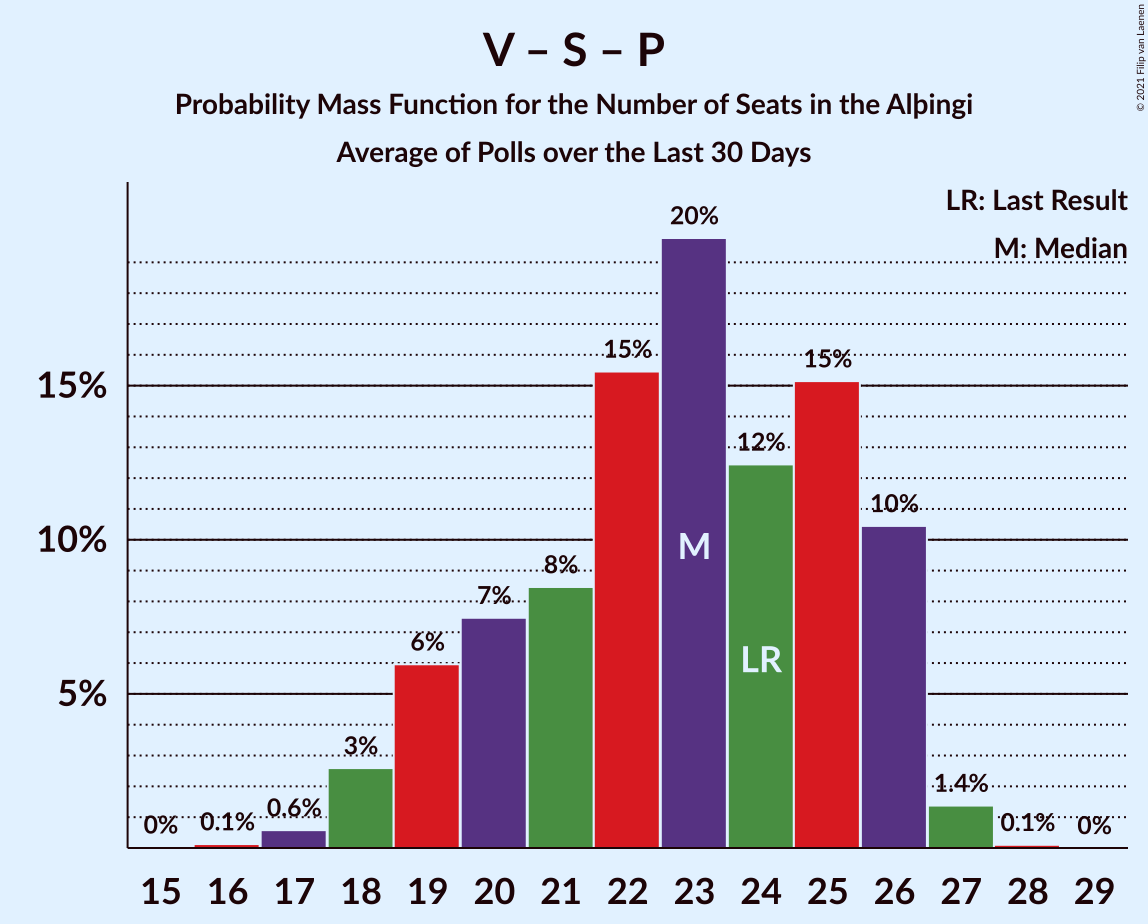 V – S – P
Probability Mass Function for the Number of Seats in the Alþingi
Average of Polls over the Last 30 Days
© 2021 Filip van Laenen
LR: Last Result
M: Median
20%
15%
15%
15%
12%
10%
10%
M
8%
7%
6%
LR
5%
3%
1.4%
0.6%
0% 0.1% 0.1% 0%
15 16 17 18 19 20 21 22 23 24 25 26 27 28 29